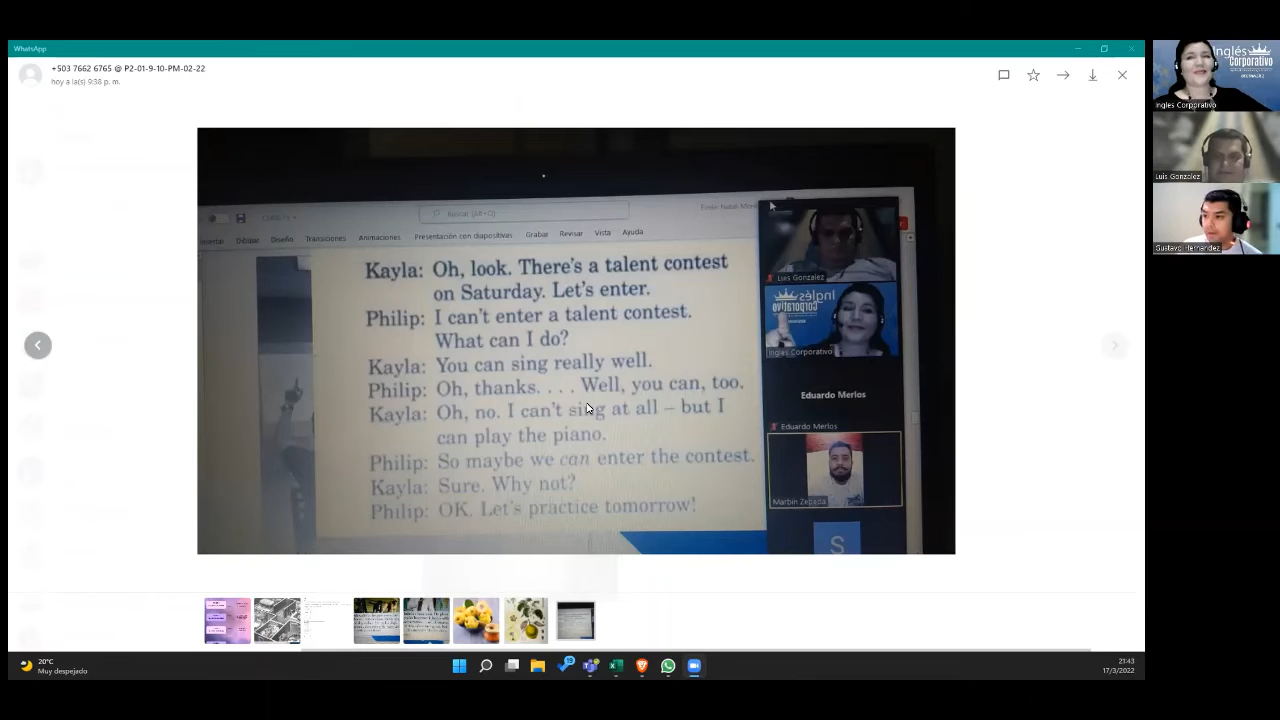 WhatsApp
+503 7662 6765 @ P2-01-9-10-PM-02-22
hoy a la(s) 9:38 p. m.
Buscar (Alt+Q)
Insertar Dibujar Diseño Transiciones Animaciones Presentación con diapositivas Grabar Revisar Vista Ayuda
Kayla: Oh, look. There's a talent contest
on Saturday. Let's enter.
Philip: I can't enter a talent contest.
What can I do?
Kayla: You can sing really well.
Philip: Oh, thanks. . . . Well, you can, too.
Kayla: Oh, no. I can't sing at all – but I
can play the piano.
Philip: So maybe we can enter the contest.
Kayla: Sure. Why not?
Philip: OK. Let's practice tomorrow!
Luis Gonzalez
Inglés Corporativo
Ingles Corporativo
Eduardo Merlos
Eduardo Merlos
Marbin Zepeda
S
Inglés
Corporativo
Ingles Corporativo
Luis Gonzalez
Gustavo Hernandez
20°C
Muy despejado
21:43
17/3/2022